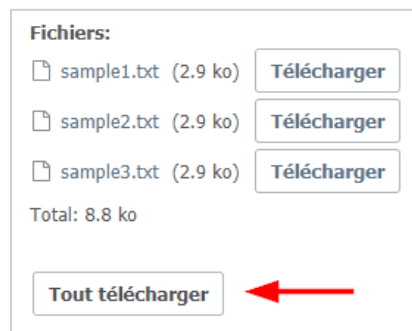 Fichiers:
sample1.txt (2.9 ko) Télécharger
sample2.txt (2.9 ko) Télécharger
sample3.txt (2.9 ko) Télécharger
Total: 8.8 ko
Tout télécharger